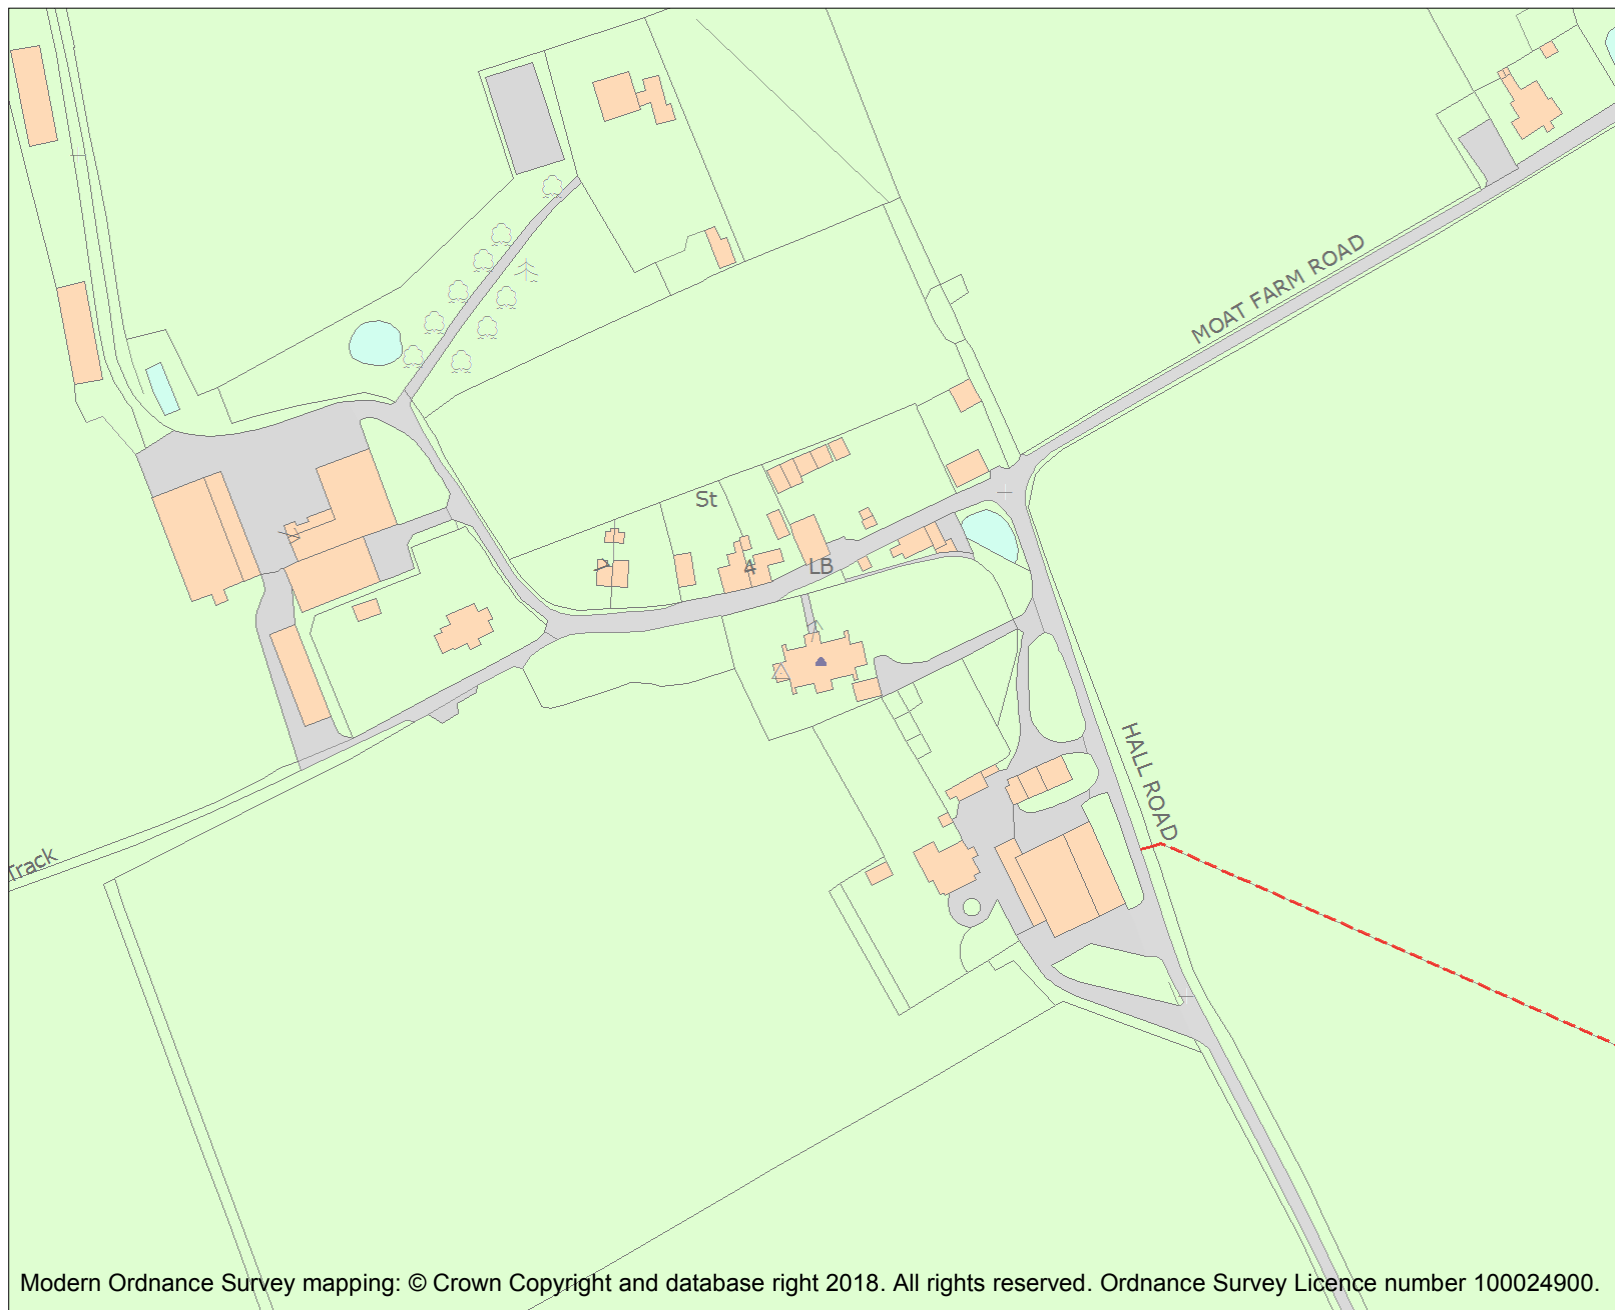 MOAT FARM ROAD
St
4
LB
HALL ROAD
Track
Modern Ordnance Survey mapping: © Crown Copyright and database right 2018. All rights reserved. Ordnance Survey Licence number 100024900.